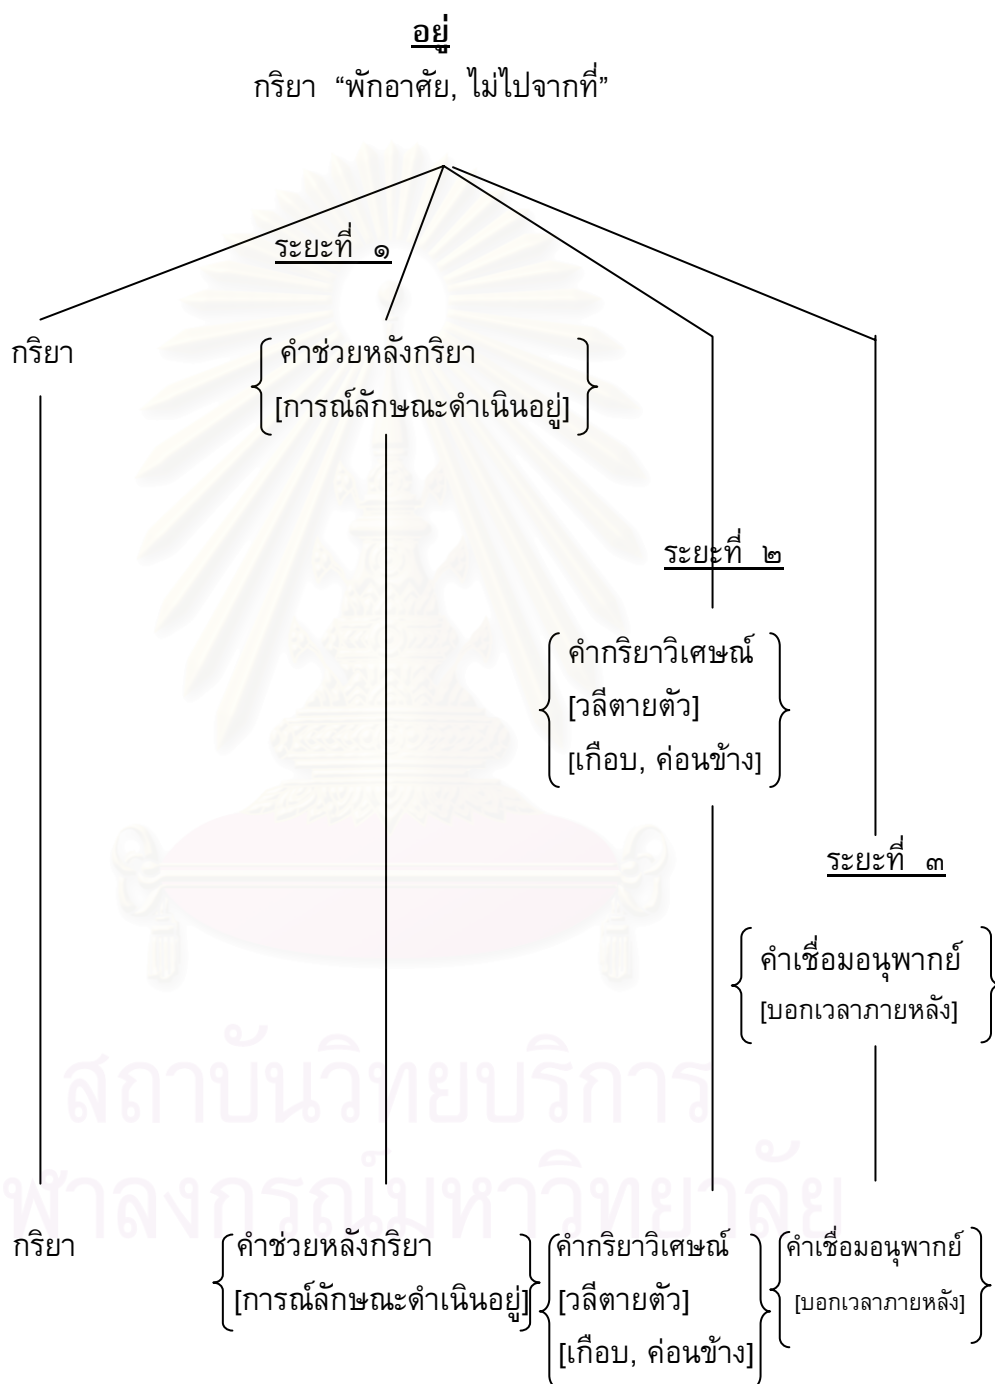 อยู่
กริยา “พักอาศัย, ไม่ไปจากที่”
ระยะที่ ๑
กริยา
คำช่วยหลังกริยา
[การณ์ลักษณะดำเนินอยู่]
ระยะที่ ๒
คำกริยาวิเศษณ์
[วลีตายตัว]
[เกือบ, ค่อนข้าง]
ระยะที่ ๓
คำเชื่อมอนุพากย์
[บอกเวลาภายหลัง]
สถาบันวิทยบริการ
ฬาลงกรณ์มหาวิทยาลัย
กริยา
คำช่วยหลังกริยา
[การณ์ลักษณะดำเนินอยู่]
คำกริยาวิเศษณ์
[วลีตายตัว]
[เกือบ, ค่อนข้าง]
คำเชื่อมอนุพากย์
[บอกเวลาภายหลัง]